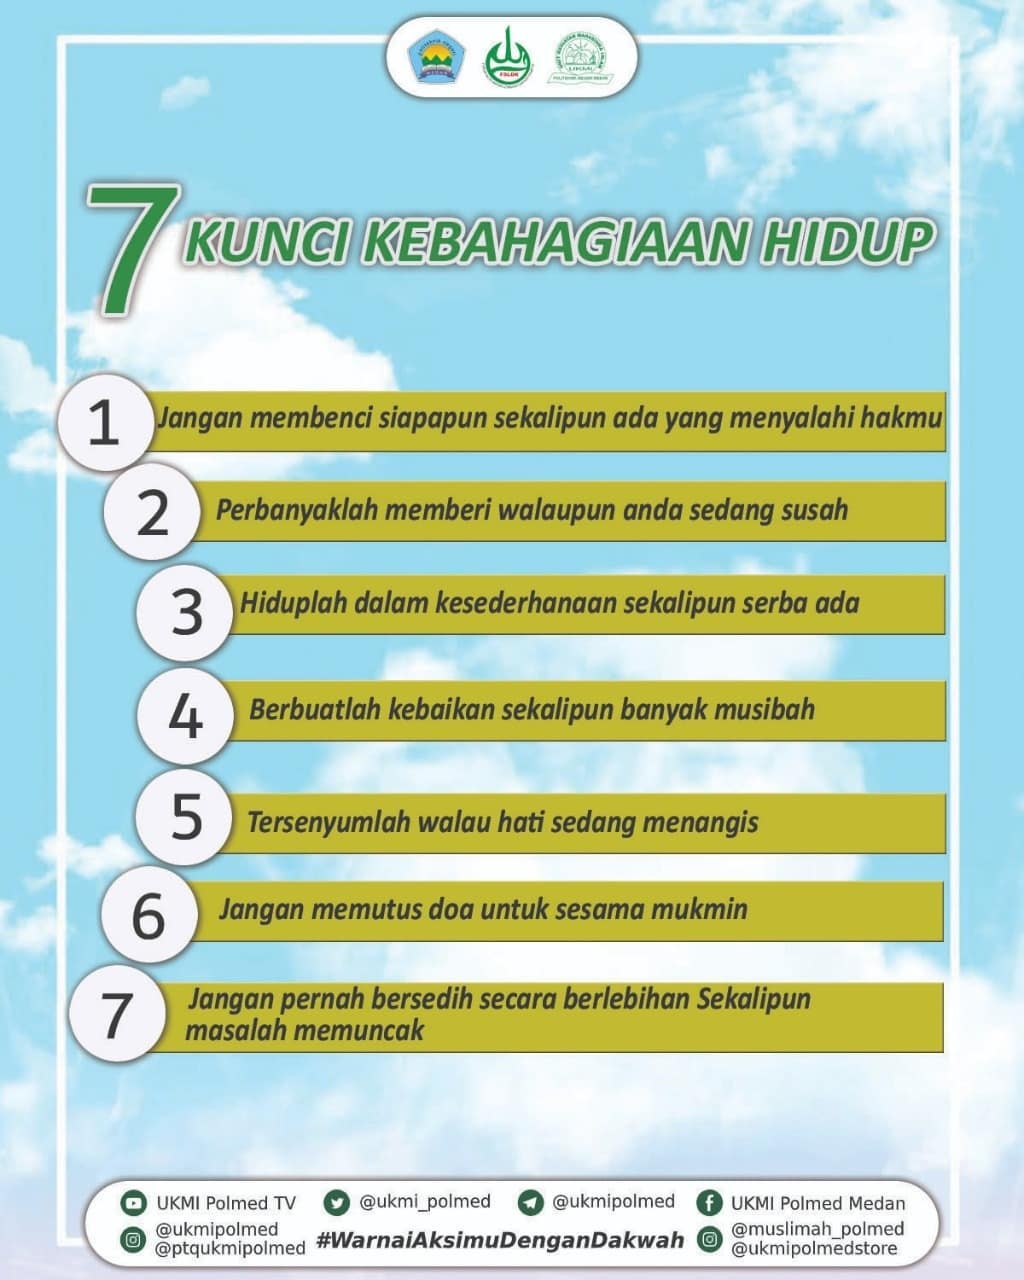 FSLDK
UKMI
7 KUNCI KEBAHAGIAAN HIDUP
1 Jangan membenci siapapun sekalipun ada yang menyalahi hakmu
2 Perbanyaklah memberi walaupun anda sedang susah
3 Hiduplah dalam kesederhanaan sekalipun serba ada
4 Berbuatlah kebaikan sekalipun banyak musibah
5 Tersenyumlah walau hati sedang menangis
6 Jangan memutus doa untuk sesama mukmin
7 Jangan pernah bersedih secara berlebihan Sekalipun
masalah memuncak
UKMI Polmed TV @ukmi_polmed @ukmipolmed UKMI Polmed Medan
@ukmipolmed
@ptqukmipolmed
#WarnaiAksimuDenganDakwah
@muslimah_polmed
@ukmipolmedstore